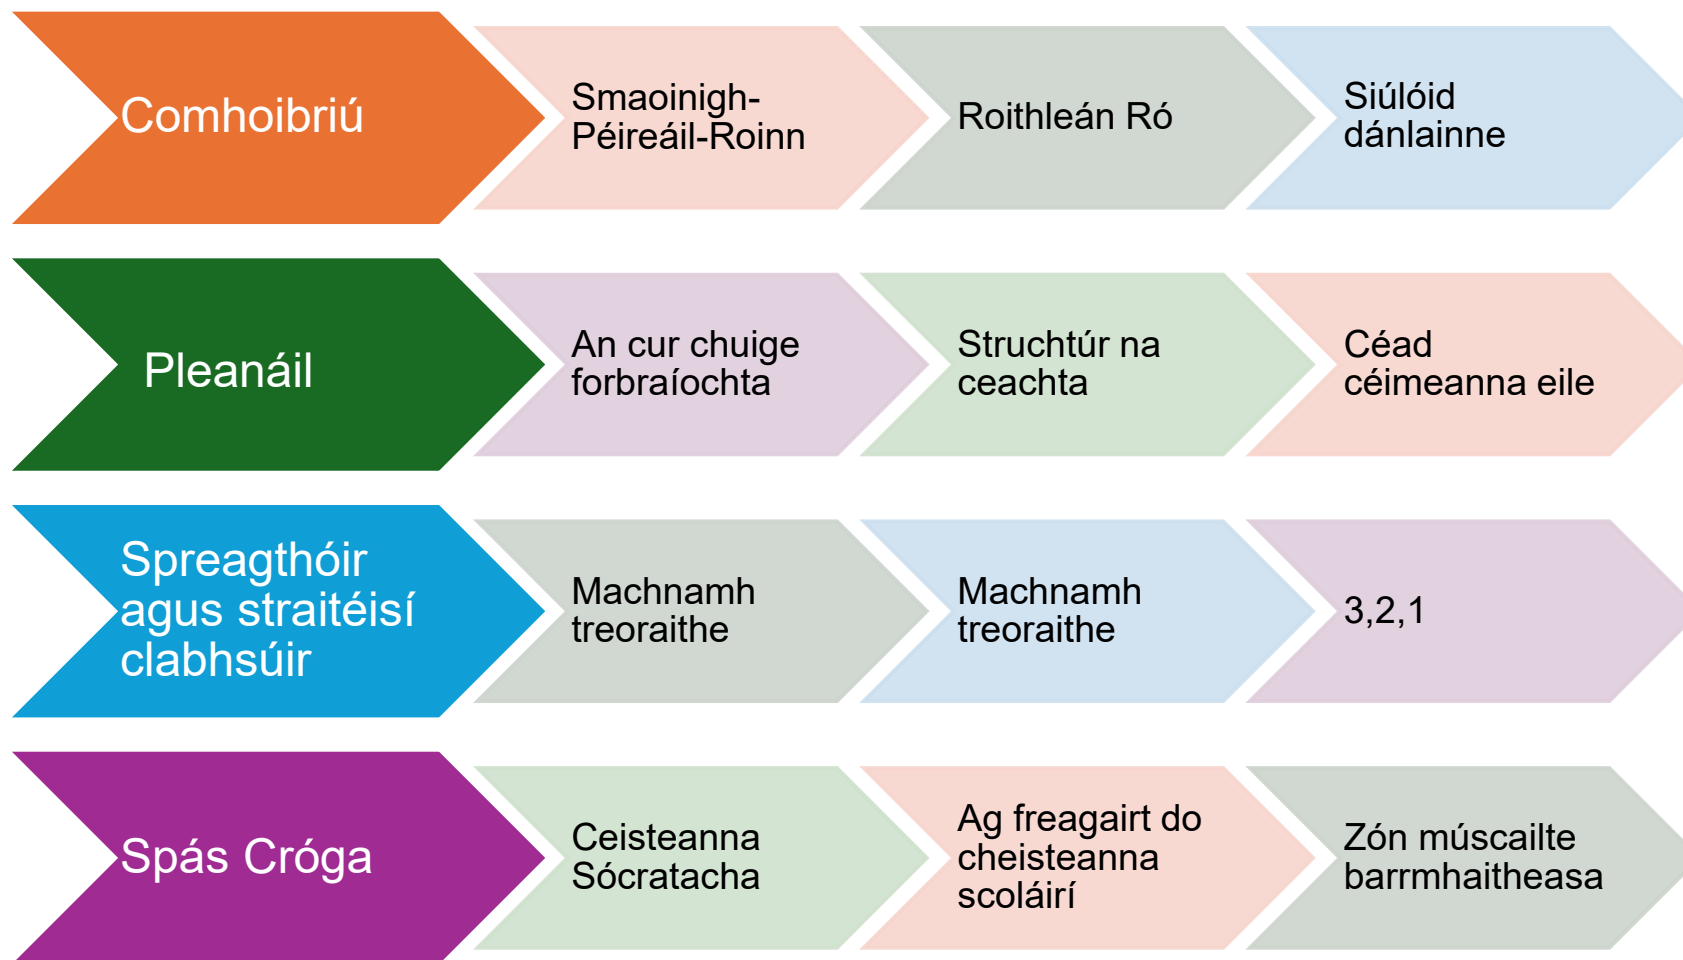 Comhoibriú
Smaoinigh-
Péireáil-Roinn
Roithleán Ró
Siúlóid
dánlainne
Pleanáil
An cur chuige
forbraíochta
Struchtúr na
ceachta
Céad
céimeanna eile
Spreagthóir
agus straitéisí
clabhsúir
Machnamh
treoraithe
Machnamh
treoraithe
3,2,1
Spás Cróga
Ceisteanna
Sócratacha
Ag freagairt do
cheisteanna
scoláirí
Zón múscailte
barrmhaitheasa